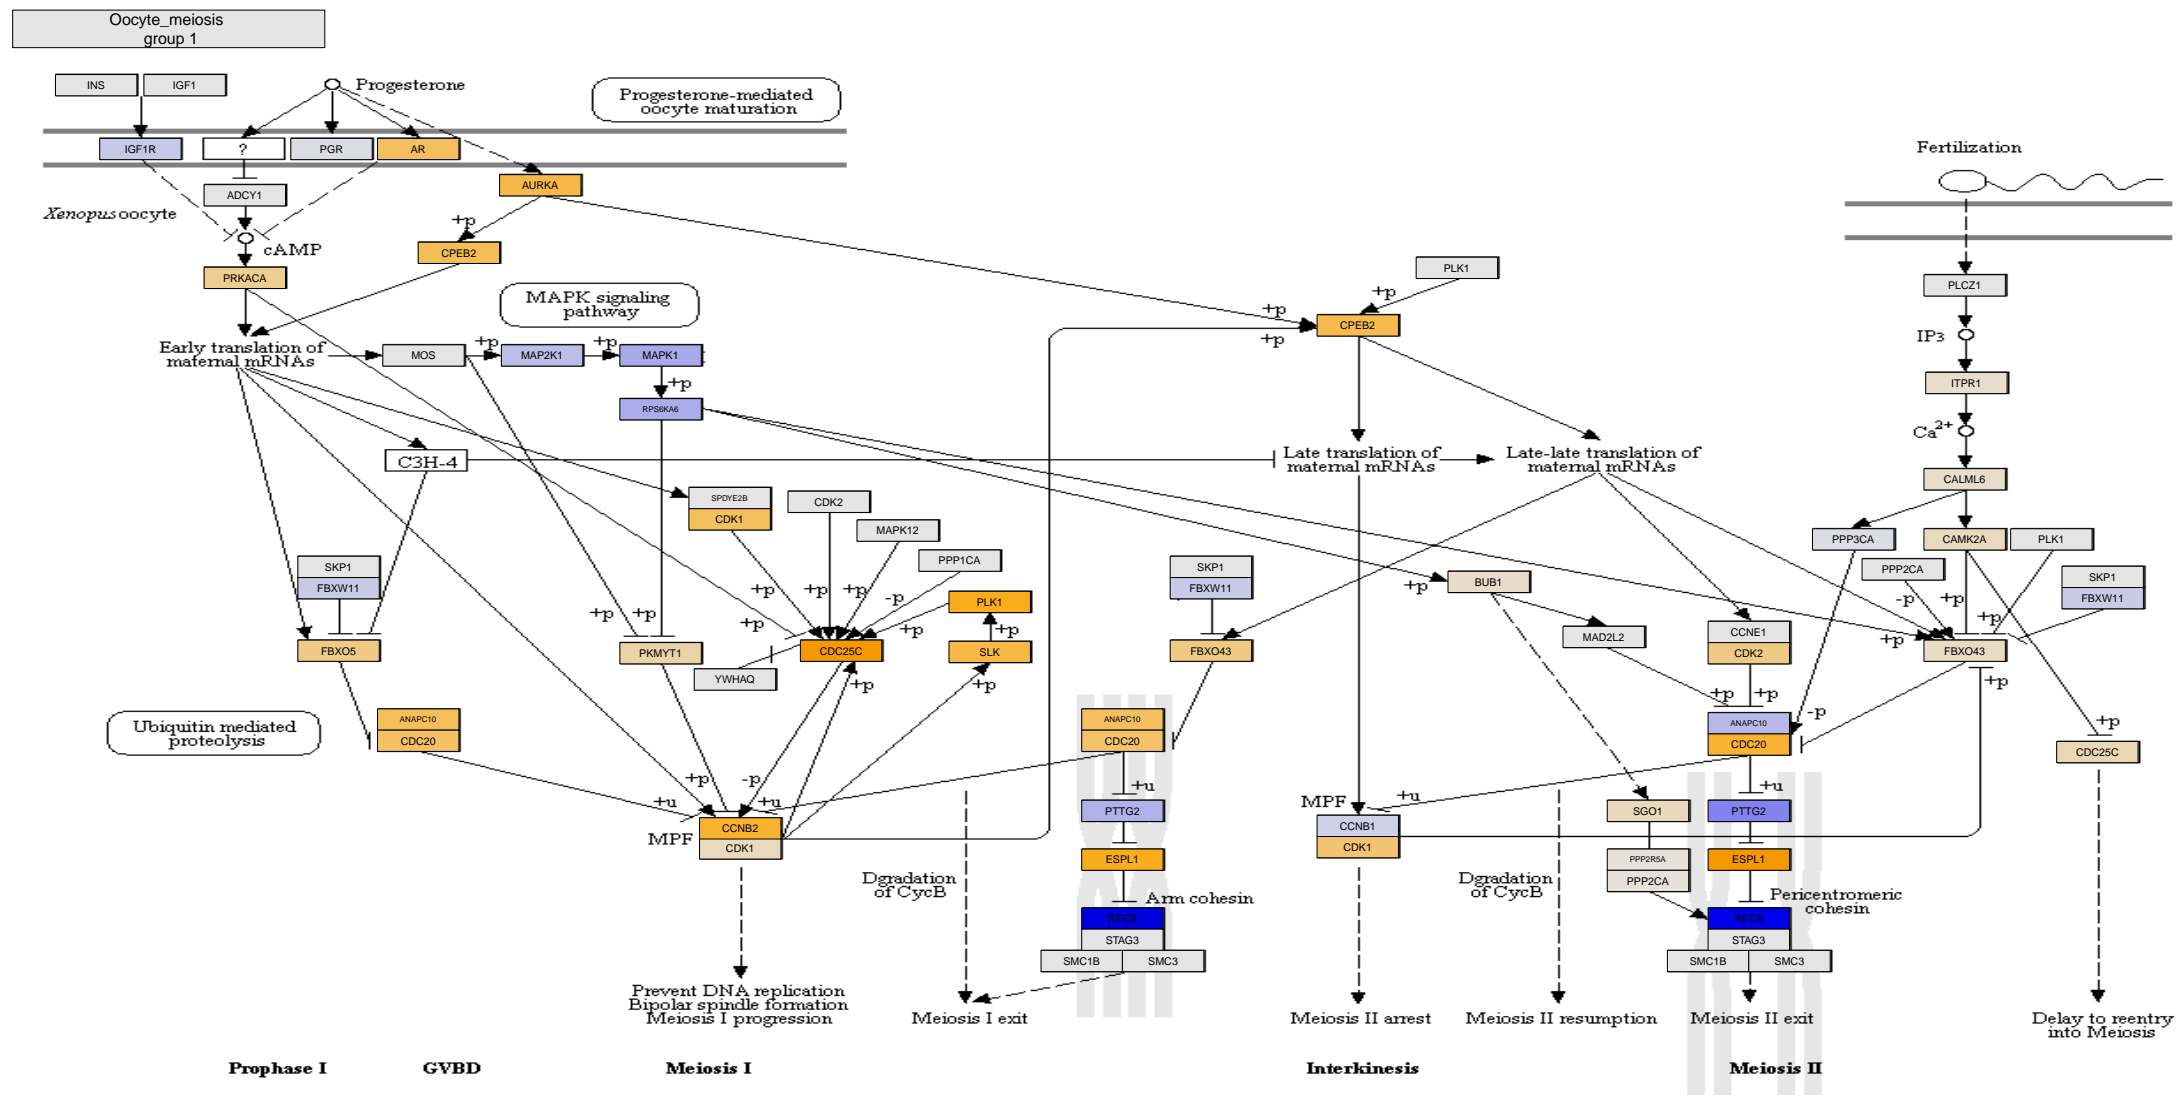 Oocyte_meiosis
group 1
INS
IGF1
Progesterone
Progesterone-mediated
oocyte maturation
IGF1R
?
PGR
AR
Fertilization
ADCY1
AURKA
Xenopus oocyte
+p
cAMP
CPEB2
PRKACA
PLK1
PLCZ1
MAPK signaling
pathway
+p
+p
CPEB2
+p
IP3
Early translation of
maternal mRNAs
MOS
+p
MAP2K1
+p
MAPK1
+p
ITPR1
RPS6KA6
Ca2+
C3H-4
Late translation of
maternal mRNAs
Late-late translation of
maternal mRNAs
CALML6
SPDYE2B
CDK1
CDK2
MAPK12
PPP1CA
PPP3CA
CAMK2A
PLK1
SKP1
FBXW11
SKP1
FBXW11
PPP2CA
SKP1
FBXW11
BUB1
+p
+p
+p
+p
+p
+p
-p
PLK1
+p
+p
+p
-p
+p
+p
+p
FBXO5
PKMYT1
CDC25C
SLK
YWHAQ
FBXO43
MAD2L2
CCNE1
CDK2
FBXO43
+p
+p
+p
+p
+p
Ubiquitin mediated
proteolysis
ANAPC10
CDC20
ANAPC10
CDC20
ANAPC10
CDC20
-p
+p
CDC25C
+p
-p
+u
+u
+u
+u
+u
MPF
CCNB2
CDK1
PTTG2
MPF
CCNB1
CDK1
SGO1
PTTG2
ESPL1
PPP2R5A
PPP2CA
ESPL1
Dgradation
of CycB
Arm cohesin
Dgradation
of CycB
Pericentromeric
cohesin
REC8
STAG3
SMC1B
SMC3
REC8
STAG3
SMC1B
SMC3
Prevent DNA replication
Bipolar spindle formation
Meiosis I progression
Meiosis I exit
Meiosis II arrest
Meiosis II resumption
Meiosis II exit
Delay to reentry
into Meiosis
Prophase I
GVBD
Meiosis I
Interkinesis
Meiosis II